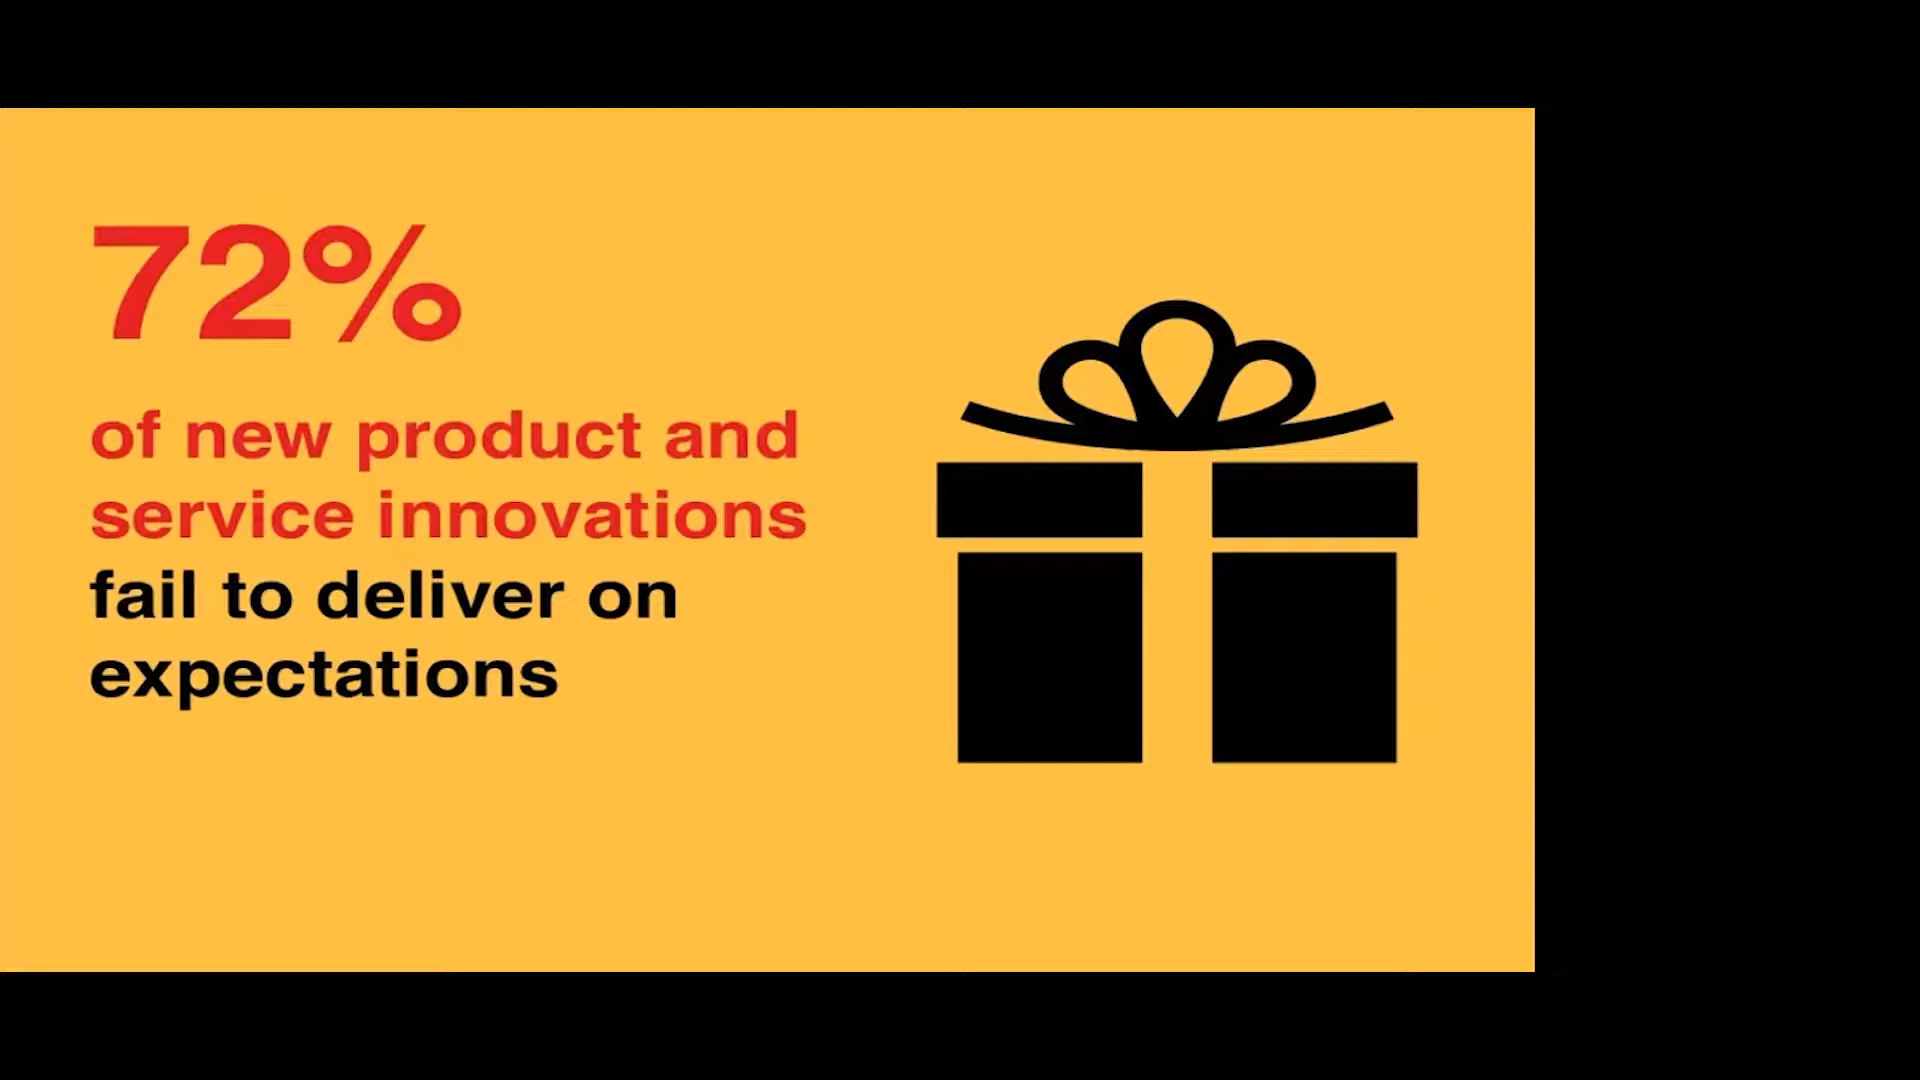 72%
of new product and
service innovations
fail to deliver on
expectations